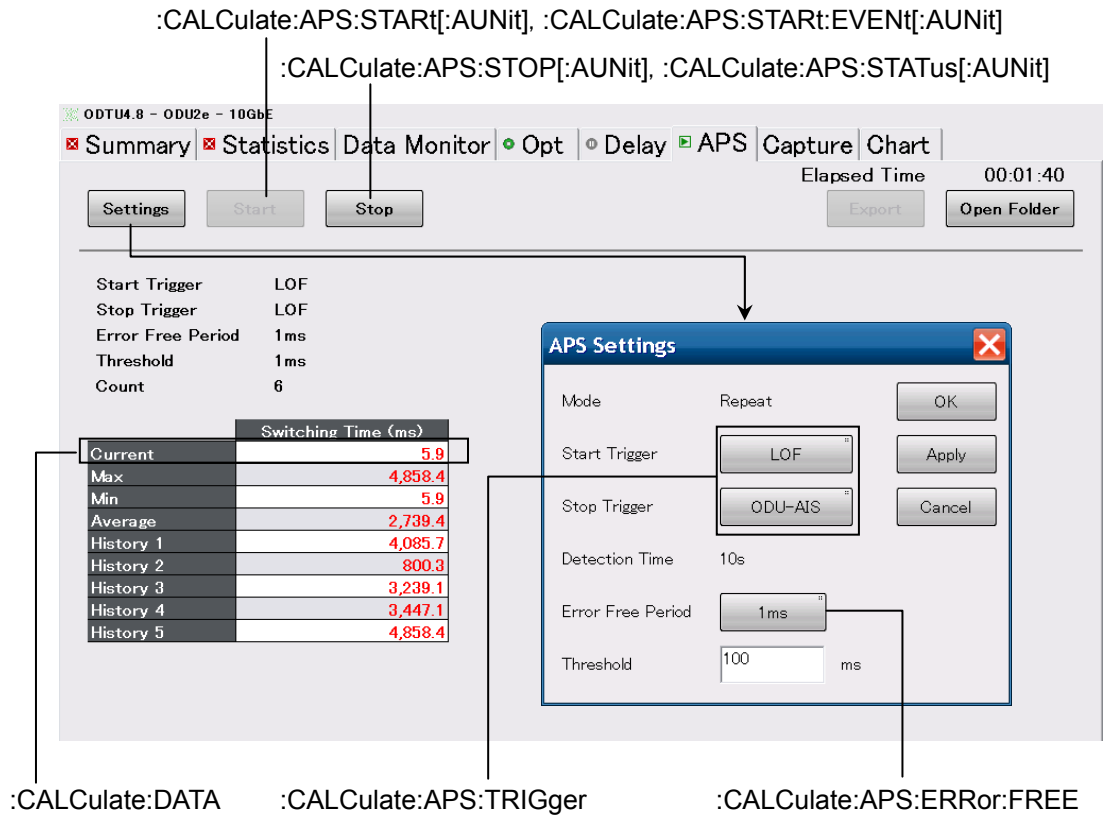 :CALCulate:APS:STARt[:AUNit], :CALCulate:APS:STARt:EVENt[:AUNit]
:CALCulate:APS:STOP[:AUNit], :CALCulate:APS:STATus[:AUNit]
ODTU4.8 - ODU2e - 10GbE
Summary Statistics Data Monitor Opt Delay APS Capture Chart
Elapsed Time 00:01:40
Settings Start Stop Export Open Folder
Start Trigger LOF
Stop Trigger LOF
Error Free Period 1ms
Threshold 1ms
Count 6
Switching Time (ms)
Current 5.9
Max 4,858.4
Min 5.9
Average 2,739.4
History 1 4,085.7
History 2 800.3
History 3 3,239.1
History 4 3,447.1
History 5 4,858.4
APS Settings
Mode Repeat OK
Start Trigger LOF Apply
Stop Trigger ODU-AIS Cancel
Detection Time 10s
Error Free Period 1ms
Threshold 100 ms
:CALCulate:DATA :CALCulate:APS:TRIGger :CALCulate:APS:ERRor:FREE